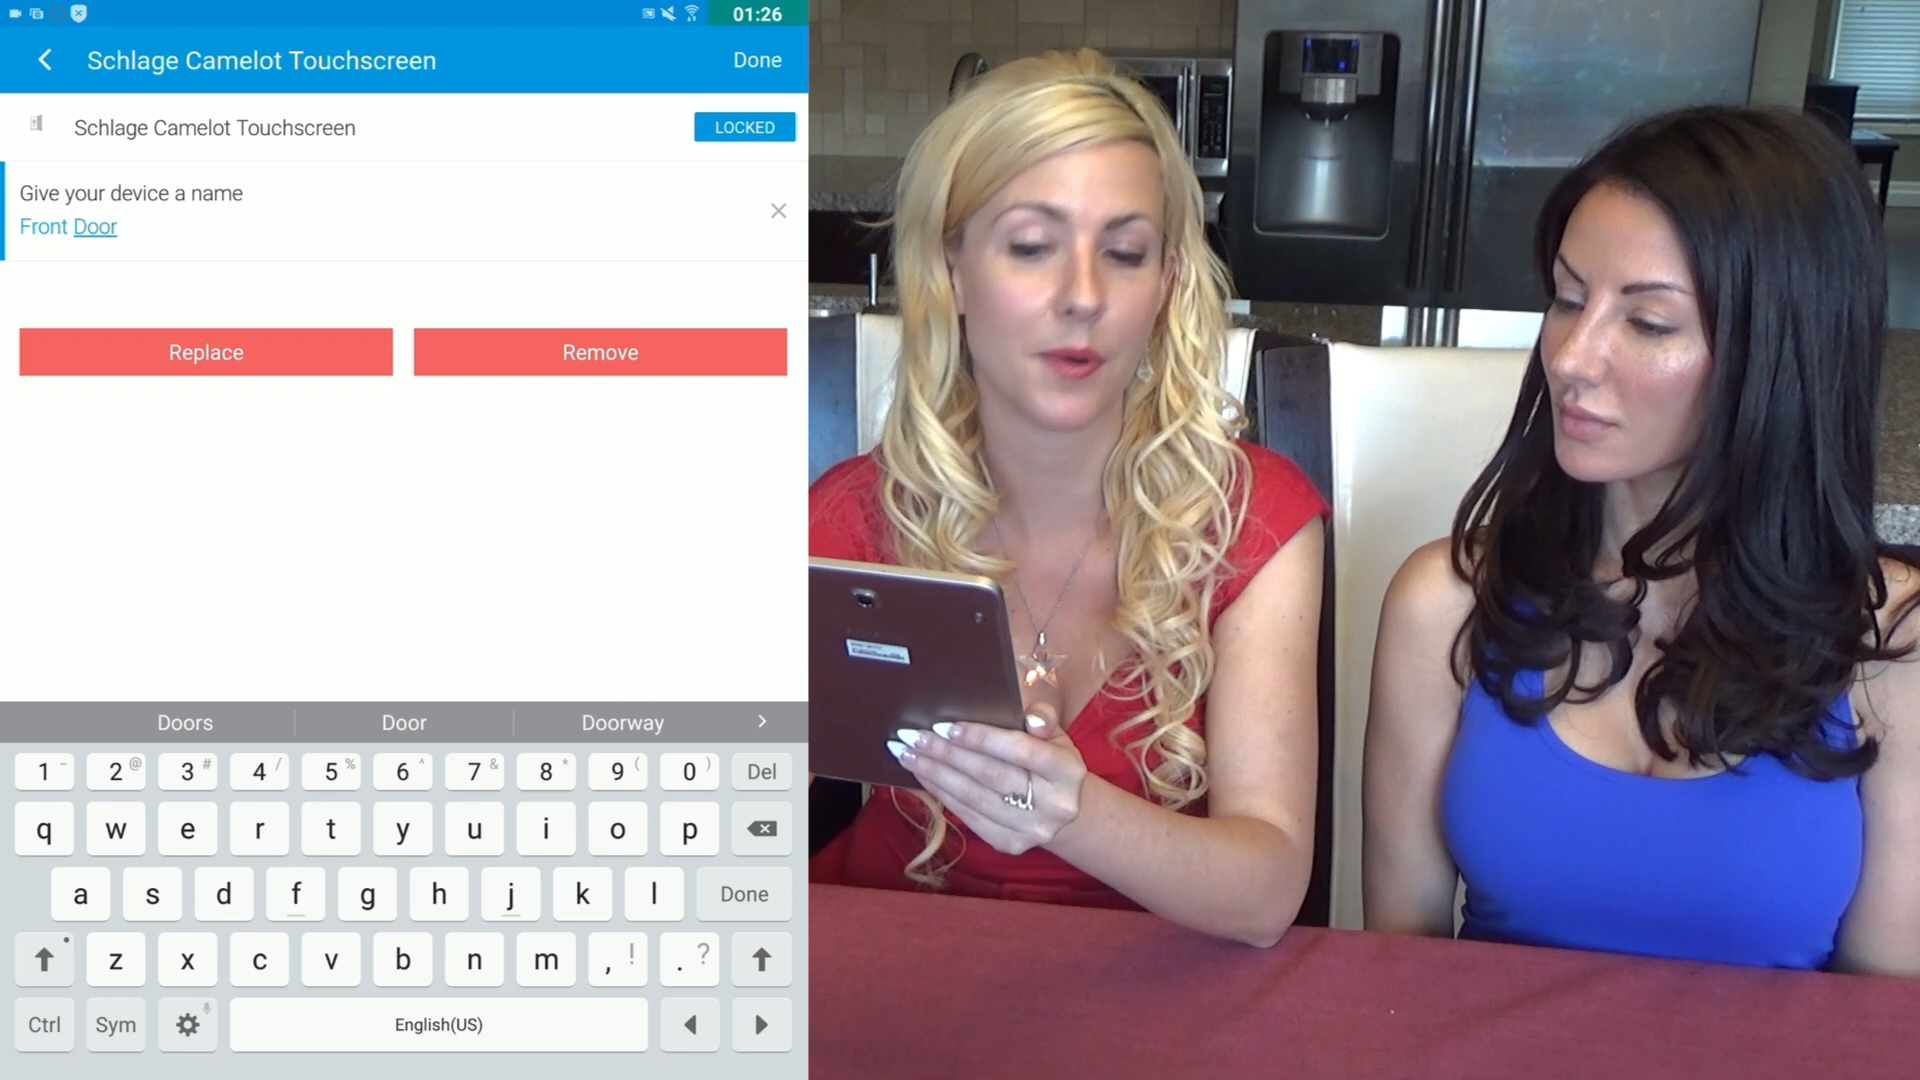 01:26
Schlage Camelot Touchscreen Done
Schlage Camelot Touchscreen LOCKED
Give your device a name
Front Door
Replace Remove
Doors Door Doorway
1 - 2 @ 3 # 4 / 5 % 6 ^ 7 & 8 * 9 ( 0 ) Del
q w e r t y u i o p
a s d f g h j k l Done
z x c v b n m , ! . ?
Ctrl Sym English(US)